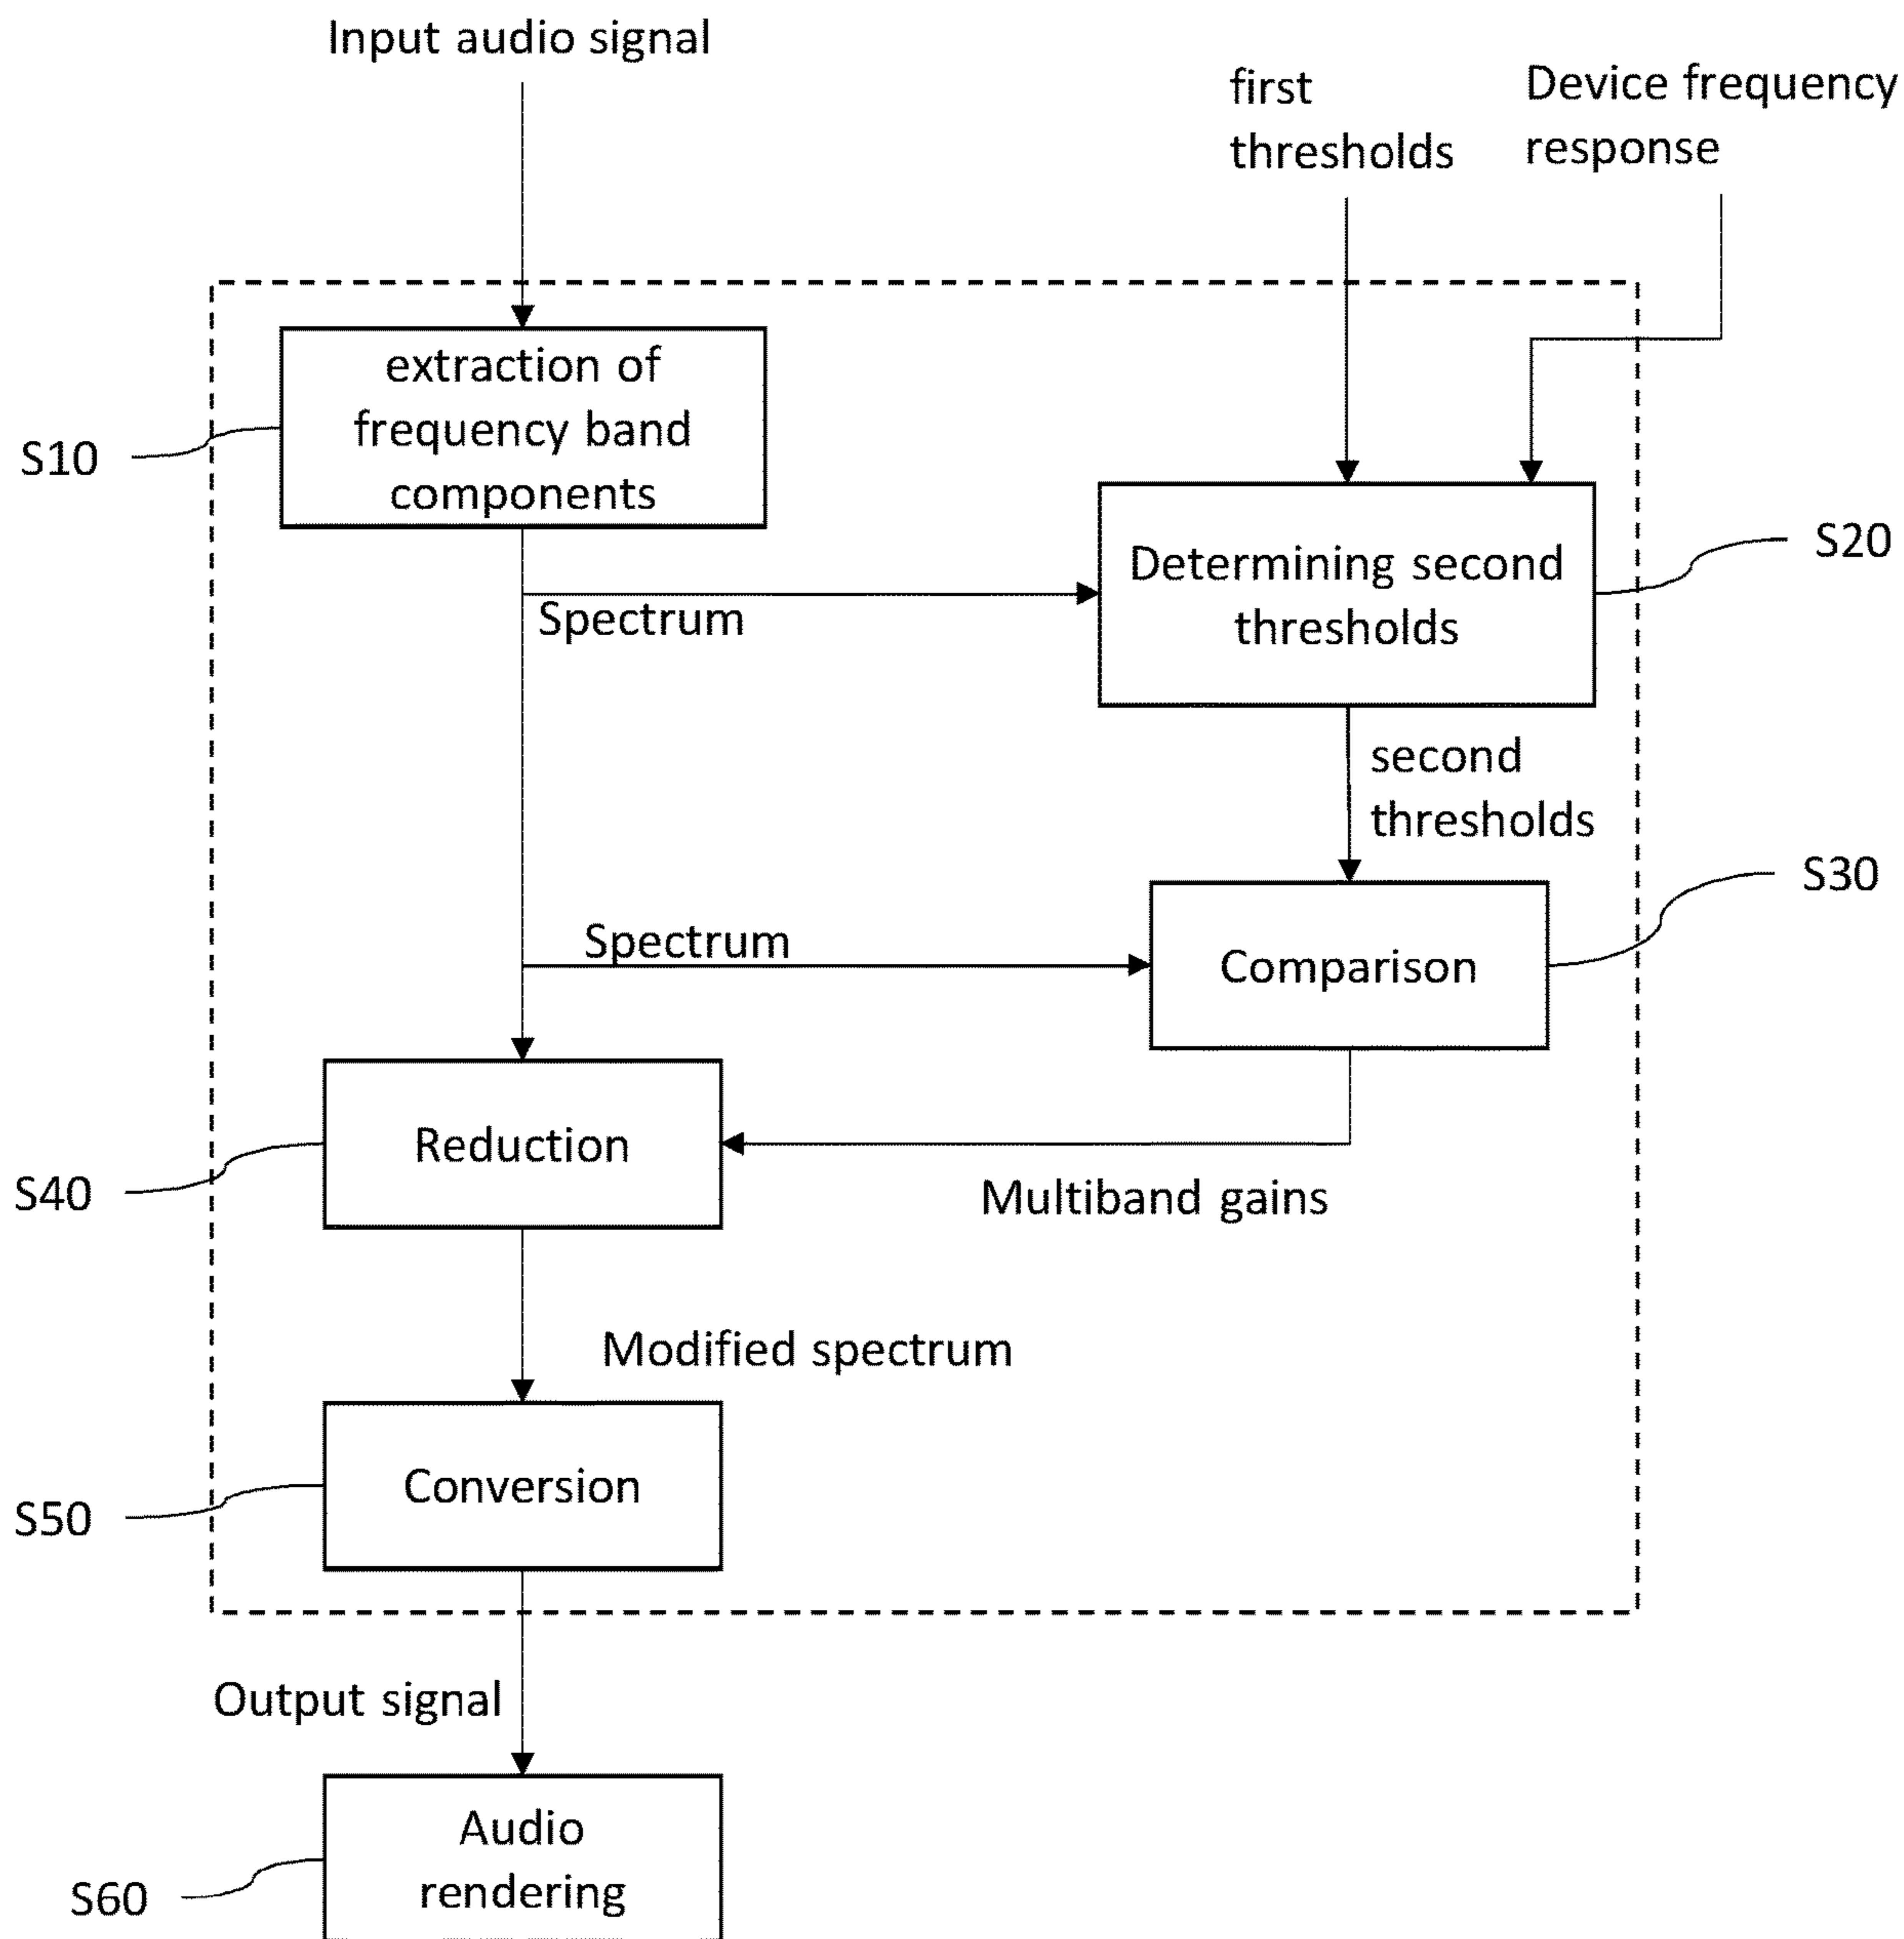 Input audio signal
first
thresholds
Device frequency
response
extraction of
frequency band
components
S10
Determining second
thresholds
S20
Spectrum
second
thresholds
S30
Spectrum
Comparison
Reduction
S40
Multiband gains
Modified spectrum
Conversion
S50
Output signal
Audio
rendering
S60